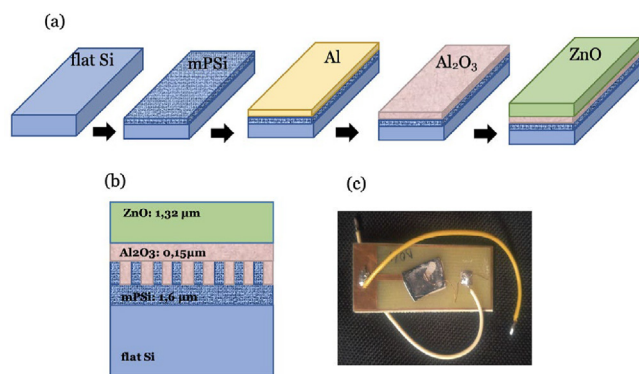 (a)
flat Si
mPSi
Al
Al₂O₃
ZnO
(b)
ZnO: 1,32 µm
Al2O3: 0,15µm
mPSi: 1,6 µm
flat Si
(c)